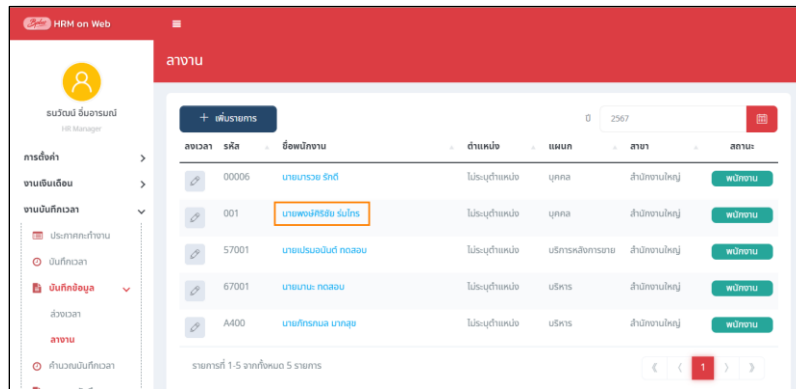 Byte HRM on Web
ลางาน
ธนวัฒน์ อิ่มอารมณ์
HR Manager
การตั้งค่า
งานเงินเดือน
งานบันทึกเวลา
ประกาศกะทำงาน
บันทึกเวลา
บันทึกข้อมูล
ล่วงเวลา
ลางาน
คำนวณบันทึกเวลา
+ เพิ่มรายการ
ปี 2567
ลงเวลา รหัส ชื่อพนักงาน ตำแหน่ง แผนก สาขา สถานะ
00006 นายมารวย รักดี ไม่ระบุตำแหน่ง บุคคล สำนักงานใหญ่ พนักงาน
001 นายพงษ์ศิริชัย ร่มไทร ไม่ระบุตำแหน่ง บุคคล สำนักงานใหญ่ พนักงาน
57001 นายเปรมอนันต์ ทดสอบ ไม่ระบุตำแหน่ง บริการหลังการขาย สำนักงานใหญ่ พนักงาน
67001 นายมานะ ทดสอบ ไม่ระบุตำแหน่ง บริหาร สำนักงานใหญ่ พนักงาน
A400 นายภัทรกมล มากสุข ไม่ระบุตำแหน่ง บริหาร สำนักงานใหญ่ พนักงาน
รายการที่ 1-5 จากทั้งหมด 5 รายการ
1